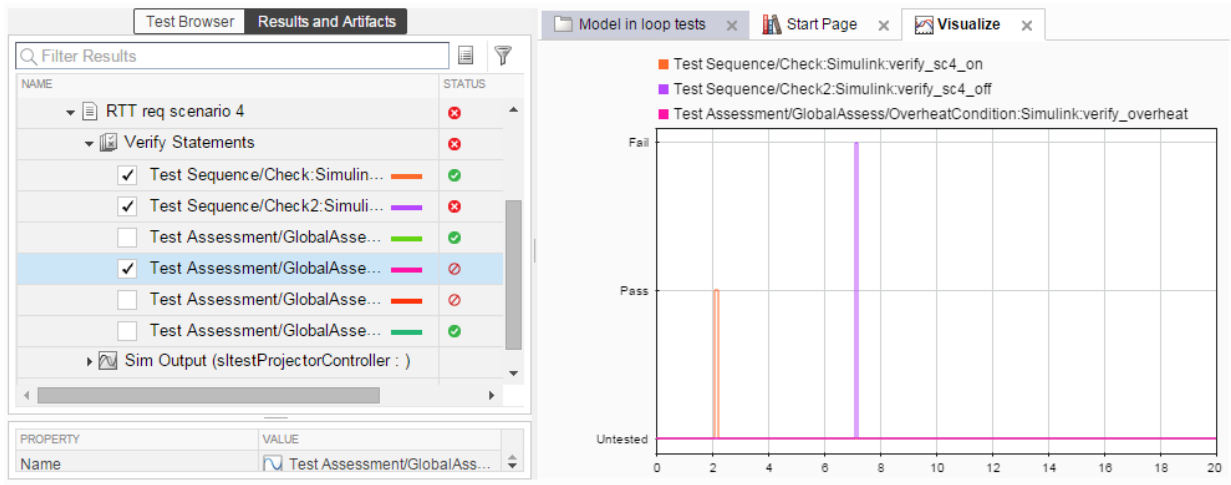 Test Browser
Results and Artifacts
Filter Results
NAME
STATUS
RTT req scenario 4
Verify Statements
Test Sequence/Check:Simulin...
Test Sequence/Check2:Simuli...
Test Assessment/GlobalAsse...
Test Assessment/GlobalAsse...
Test Assessment/GlobalAsse...
Test Assessment/GlobalAsse...
Sim Output (sltestProjectorController : )
PROPERTY
VALUE
Name
Test Assessment/GlobalAss...
Model in loop tests
Start Page
Visualize
Test Sequence/Check:Simulink:verify_sc4_on
Test Sequence/Check2:Simulink:verify_sc4_off
Test Assessment/GlobalAssess/OverheatCondition:Simulink:verify_overheat
Fail
Pass
Untested
0 2 4 6 8 10 12 14 16 18 20